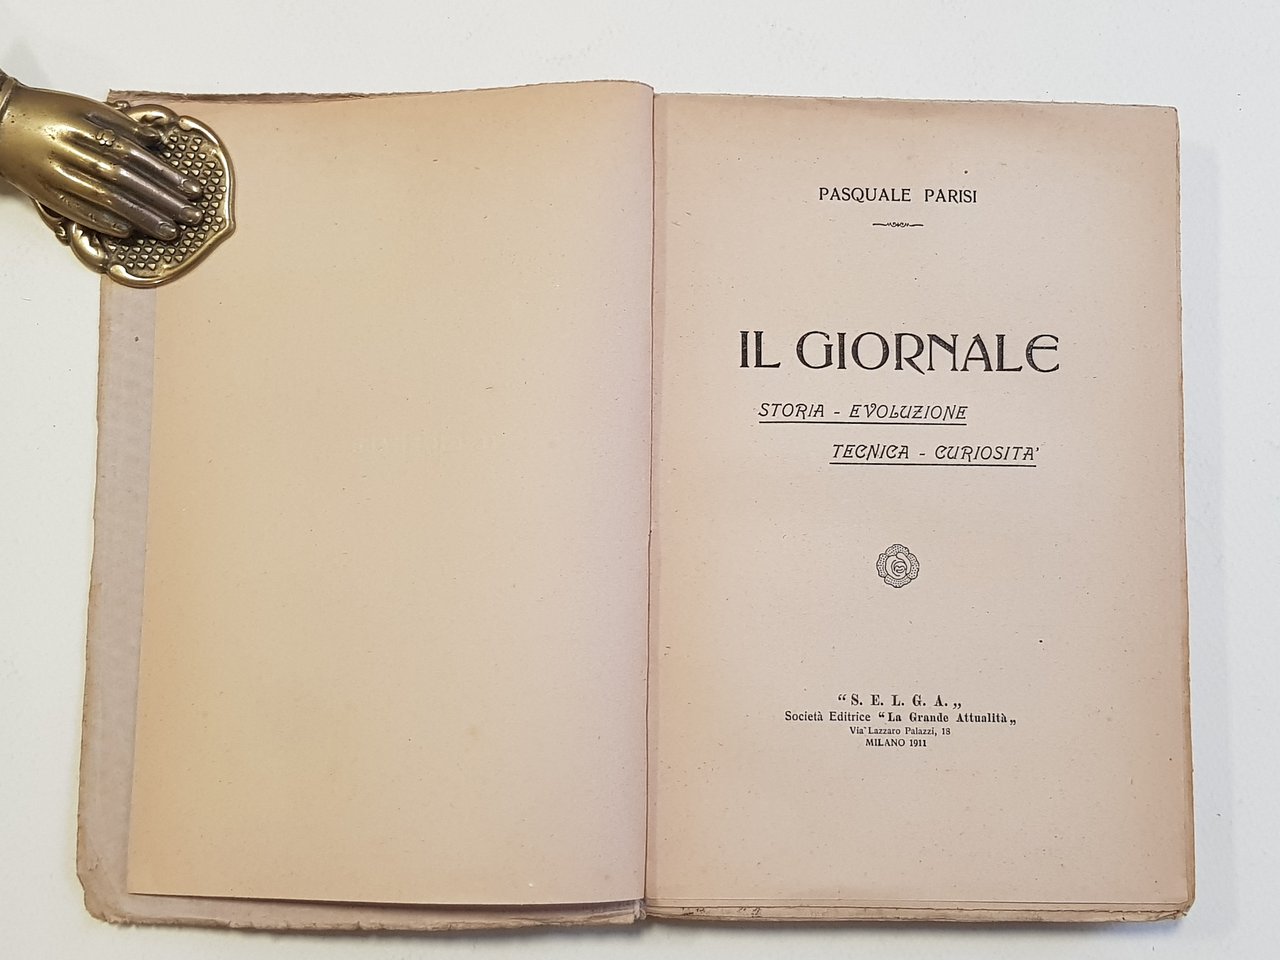 PASQUALE PARISI
IL GIORNALE
STORIA - EVOLUZIONE
TECNICA - CURIOSITA'
“ S. E. L. G. A. „
Società Editrice “ La Grande Attualità „
Via Lazzaro Palazzi, 18
MILANO 1911